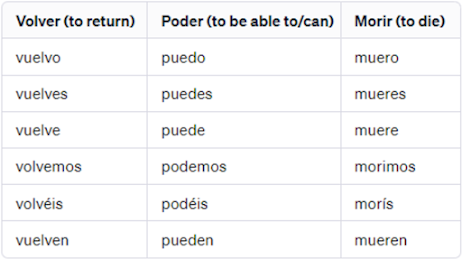 Volver (to return) Poder (to be able to/can) Morir (to die)
vuelvo puedo muero
vuelves puedes mueres
vuelve puede muere
volvemos podemos morimos
volvéis podéis morís
vuelven pueden mueren